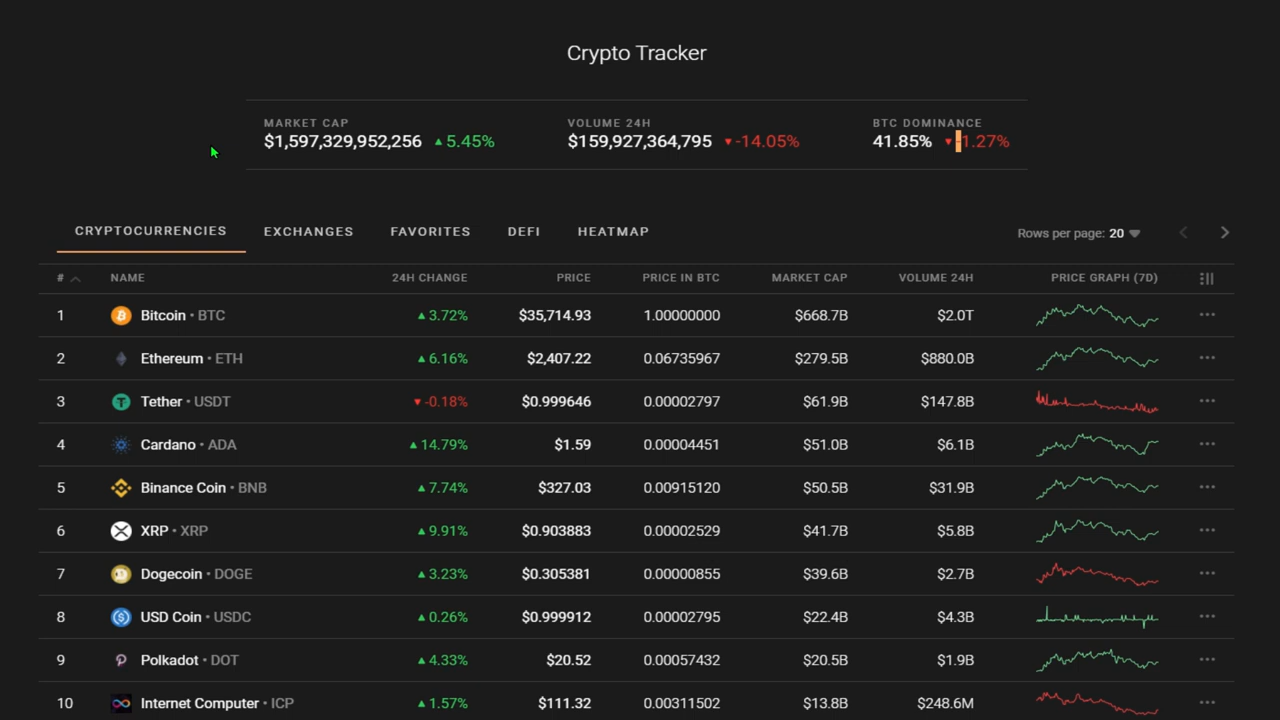 Crypto Tracker
MARKET CAP VOLUME 24H BTC DOMINANCE
$1,597,329,952,256 ▲ 5.45% $159,927,364,795 ▼ -14.05% 41.85% ▼ -1.27%
CRYPTOCURRENCIES EXCHANGES FAVORITES DEFI HEATMAP Rows per page: 20
# NAME 24H CHANGE PRICE PRICE IN BTC MARKET CAP VOLUME 24H PRICE GRAPH (7D)
1 Bitcoin • BTC ▲ 3.72% $35,714.93 1.00000000 $668.7B $2.0T
2 Ethereum • ETH ▲ 6.16% $2,407.22 0.06735967 $279.5B $880.0B
3 Tether • USDT ▼ -0.18% $0.999646 0.00002797 $61.9B $147.8B
4 Cardano • ADA ▲ 14.79% $1.59 0.00004451 $51.0B $6.1B
5 Binance Coin • BNB ▲ 7.74% $327.03 0.00915120 $50.5B $31.9B
6 XRP • XRP ▲ 9.91% $0.903883 0.00002529 $41.7B $5.8B
7 Dogecoin • DOGE ▲ 3.23% $0.305381 0.00000855 $39.6B $2.7B
8 USD Coin • USDC ▲ 0.26% $0.999912 0.00002795 $22.4B $4.3B
9 Polkadot • DOT ▲ 4.33% $20.52 0.00057432 $20.5B $1.9B
10 Internet Computer • ICP ▲ 1.57% $111.32 0.00311502 $13.8B $248.6M